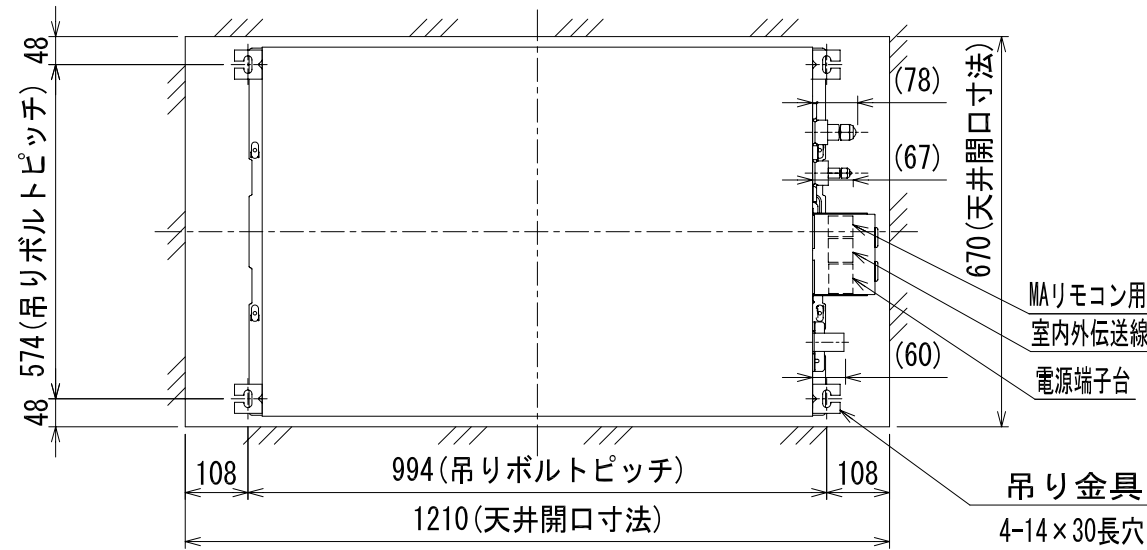 48
574(吊りボルトピッチ)
48
(78)
(67)
(60)
670(天井開口寸法)
MAリモコン用
室内外伝送線
電源端子台
108
994(吊りボルトピッチ)
108
1210(天井開口寸法)
吊り金具
4-14×30長穴